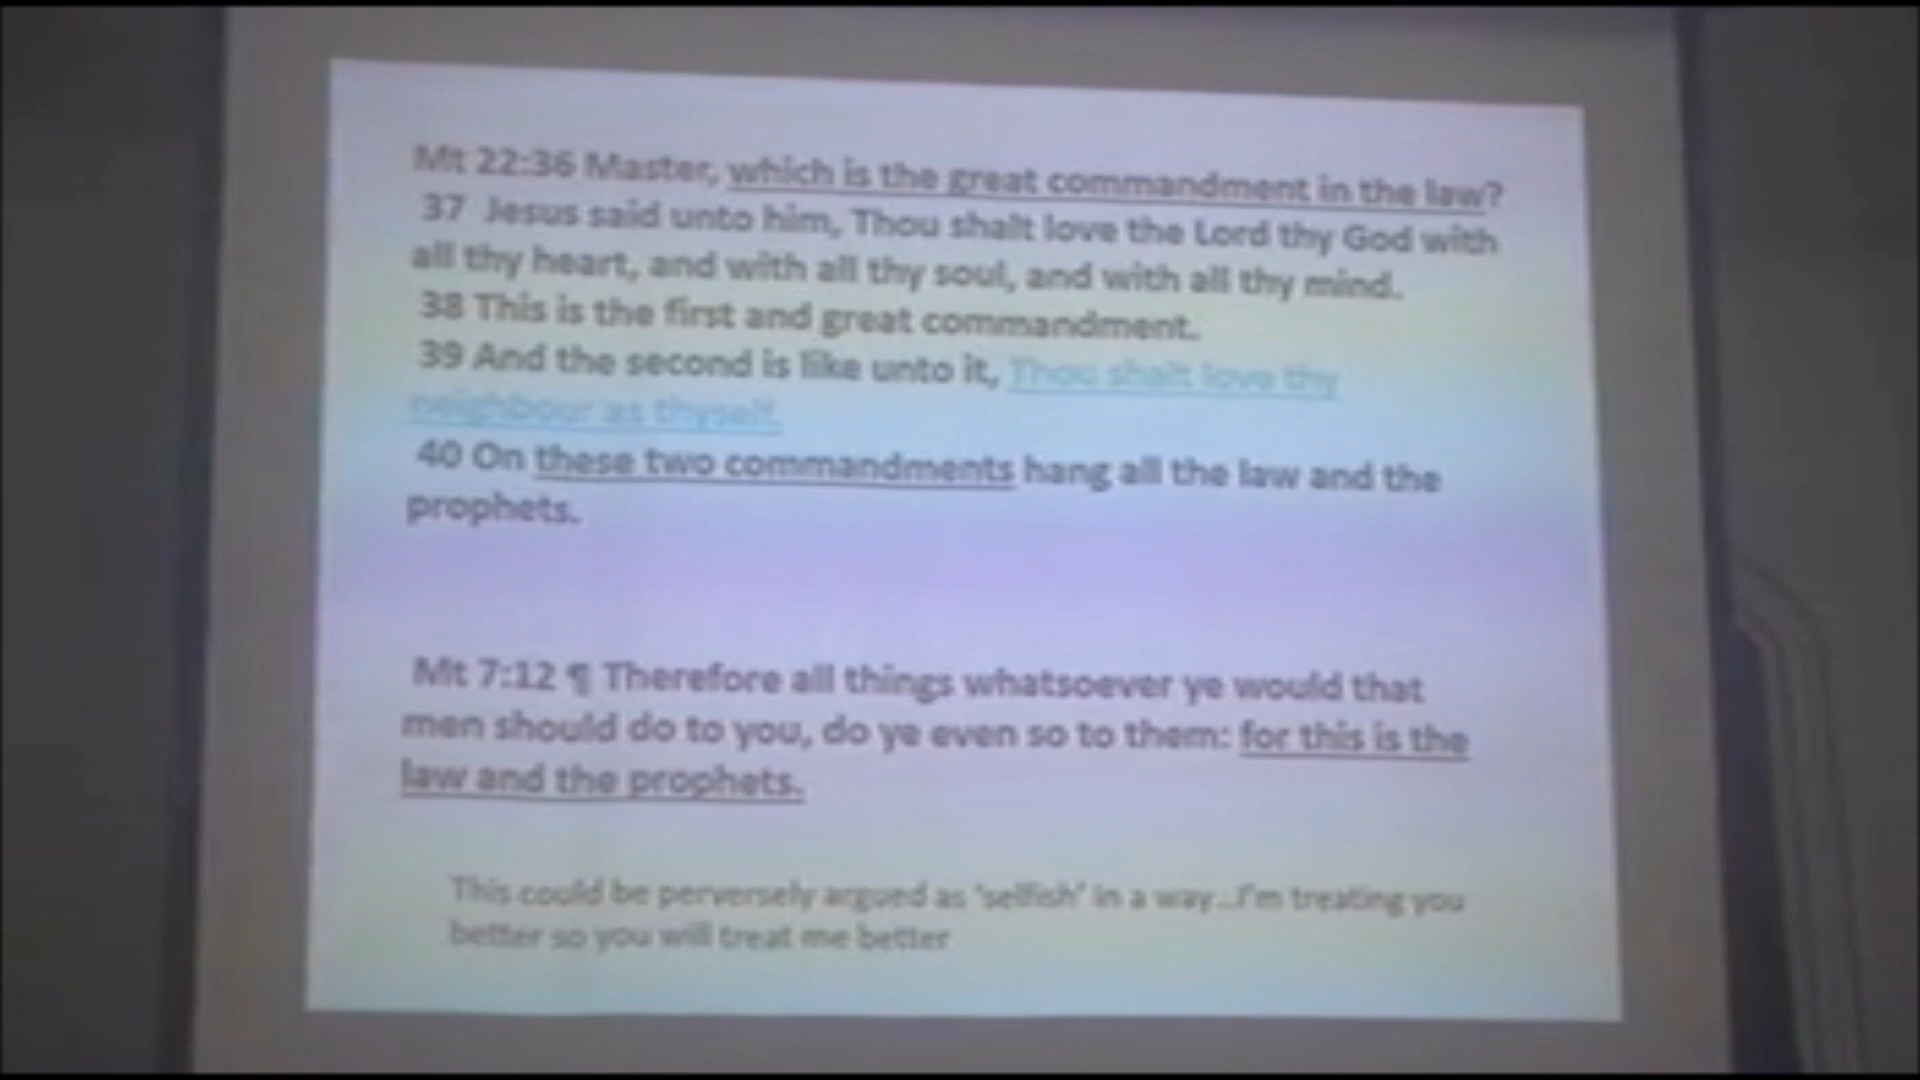 Mt 22:36 Master, which is the great commandment in the law?
37 Jesus said unto him, Thou shalt love the Lord thy God with
all thy heart, and with all thy soul, and with all thy mind.
38 This is the first and great commandment.
39 And the second is like unto it, Thou shalt love thy
neighbour as thyself.
40 On these two commandments hang all the law and the
prophets.
Mt 7:12 ¶ Therefore all things whatsoever ye would that
men should do to you, do ye even so to them: for this is the
law and the prophets.
This could be perversely argued as 'selfish' in a way...I'm treating you
better so you will treat me better